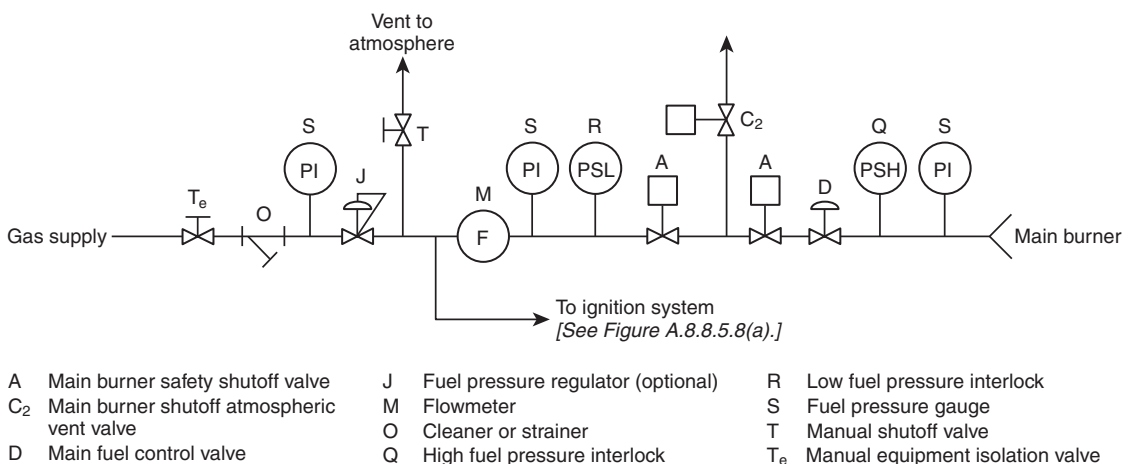 Vent to
atmosphere
T
C₂
S
R
Q
S
S
PI
J
PI
PSL
A
A
PSH
PI
Tₑ
O
M
D
Gas supply
F
Main burner
To ignition system
[See Figure A.8.8.5.8(a).]
A Main burner safety shutoff valve
C₂ Main burner shutoff atmospheric
vent valve
D Main fuel control valve
J Fuel pressure regulator (optional)
M Flowmeter
O Cleaner or strainer
Q High fuel pressure interlock
R Low fuel pressure interlock
S Fuel pressure gauge
T Manual shutoff valve
Tₑ Manual equipment isolation valve